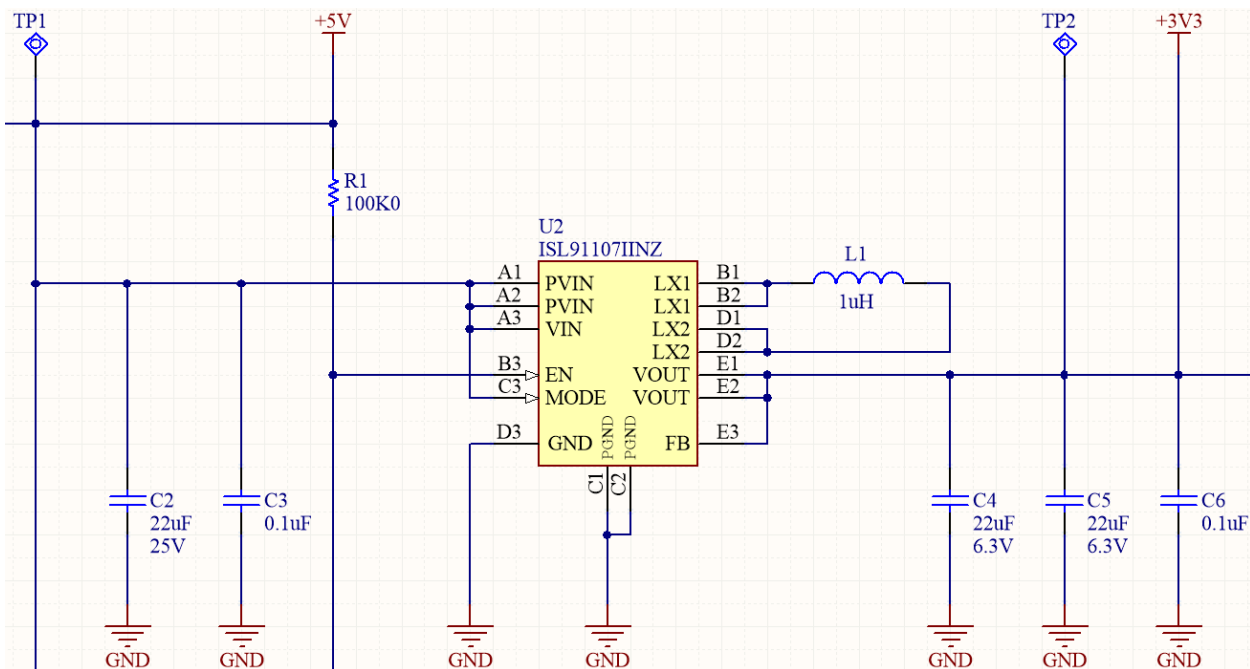 TP1
+5V
TP2
+3V3
R1
100K0
U2
ISL91107IINZ
L1
1uH
A1
PVIN
LX1
B1
A2
PVIN
LX1
B2
A3
VIN
LX2
D1
LX2
D2
B3
EN
VOUT
E1
C3
MODE
VOUT
E2
D3
GND
PGND
PGND
FB
E3
C1
C2
C2
22uF
25V
C3
0.1uF
C4
22uF
6.3V
C5
22uF
6.3V
C6
0.1uF
GND
GND
GND
GND
GND
GND
GND